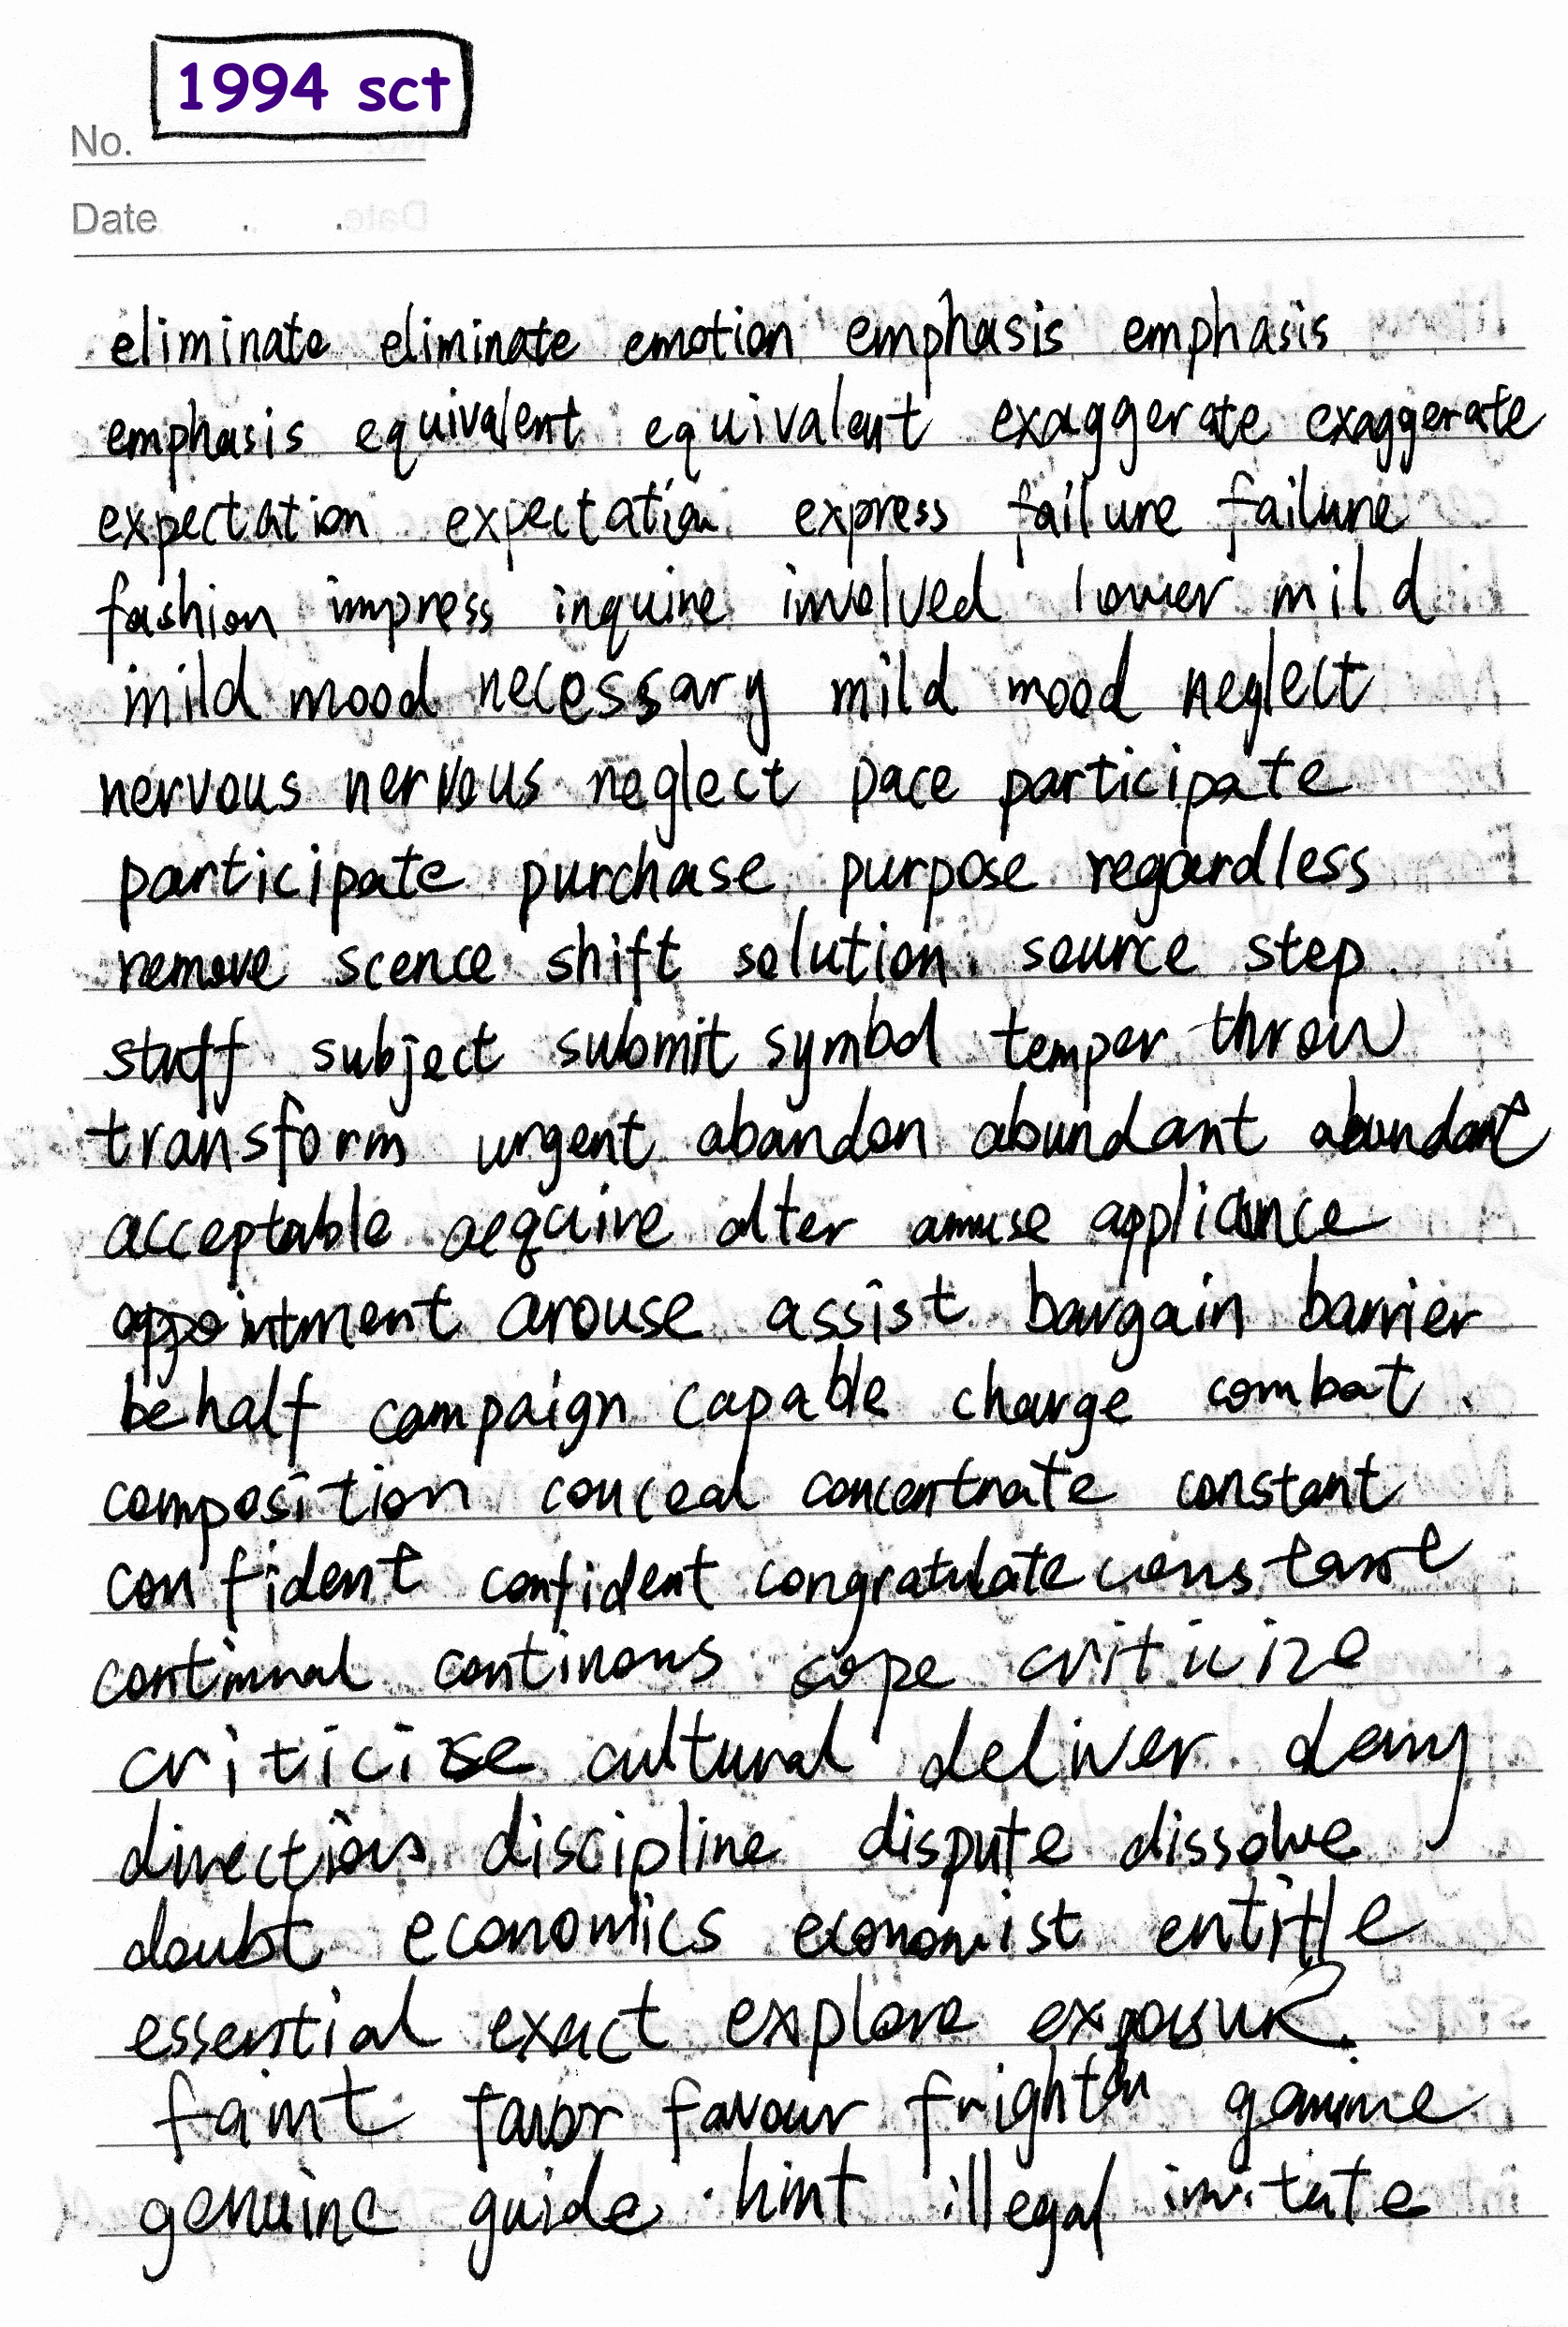 1994 sct
No.
Date
eliminate eliminate emotion emphasis emphasis
emphasis equivalent equivalent exaggerate exaggerate
expectation expectation express failure failure
fashion impress inquire involved lower mild
mild mood necessary mild mood neglect
nervous nervous neglect pace participate
participate purchase purpose regardless
remove scence shift solution source step
stuff subject submit symbol temper throw
transform urgent abandon abundant abundant
acceptable acquire alter amuse appliance
appointment arouse assist bargain barrier
behalf campaign capable charge combat
composition conceal concentrate constant
confident confident congratulate constant
continual continous cope criticize
criticise cultural deliver deny
directions discipline dispute dissolve
doubt economics economist entitle
essential exact explore exposure
faint favor favour frighten genuine
genuine guide hint illegal imitate